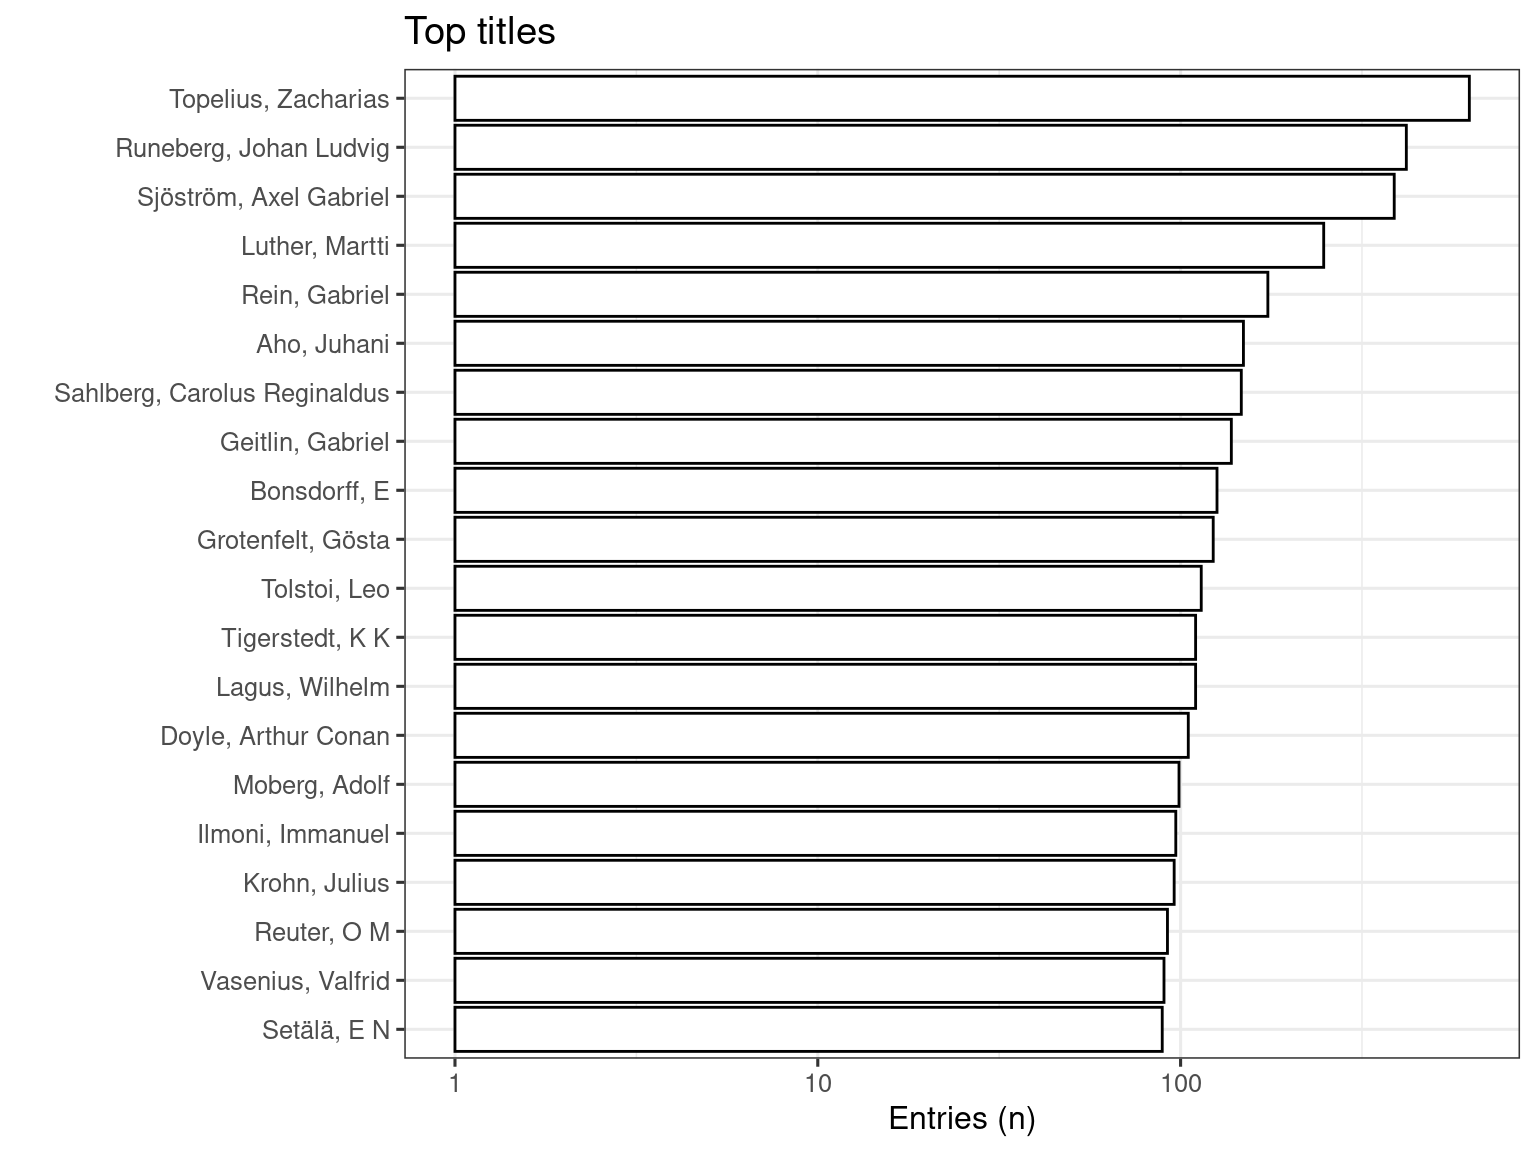 Top titles
Topelius, Zacharias
Runeberg, Johan Ludvig
Sjöström, Axel Gabriel
Luther, Martti
Rein, Gabriel
Aho, Juhani
Sahlberg, Carolus Reginaldus
Geitlin, Gabriel
Bonsdorff, E
Grotenfelt, Gösta
Tolstoi, Leo
Tigerstedt, K K
Lagus, Wilhelm
Doyle, Arthur Conan
Moberg, Adolf
Ilmoni, Immanuel
Krohn, Julius
Reuter, O M
Vasenius, Valfrid
Setälä, E N
1 10 100
Entries (n)